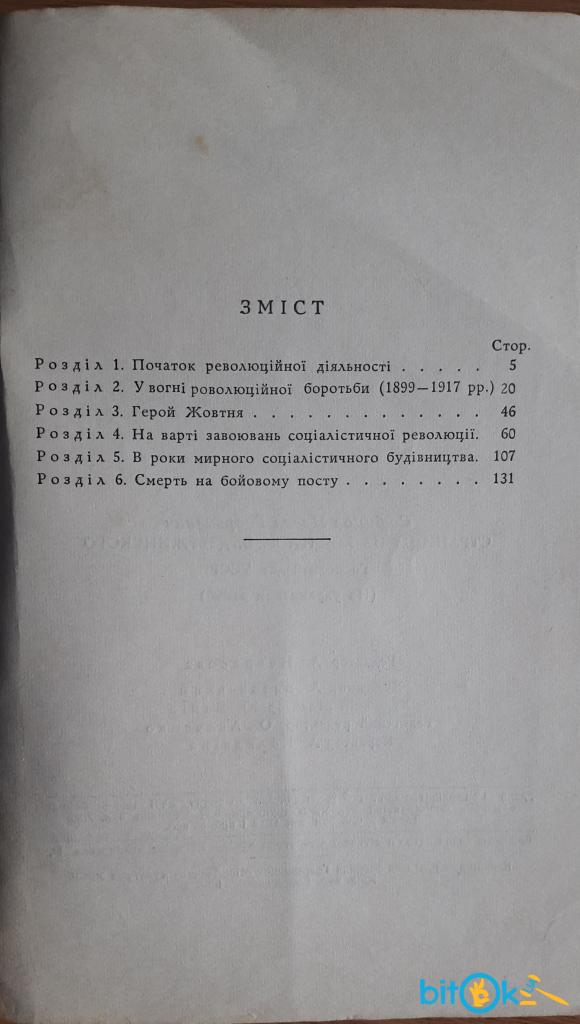 ЗМІСТ
Стор.
Розділ 1. Початок революційної діяльності . . . . . 5
Розділ 2. У вогні роволюційної боротьби (1899—1917 рр.) 20
Розділ 3. Герой Жовтня . . . . . . . . . . . . . . 46
Розділ 4. На варті завоювань соціалістичної революції. 60
Розділ 5. В роки мирного соціалістичного будівництва. 107
Розділ 6. Смерть на бойовому посту . . . . . . . . 131
bitOk